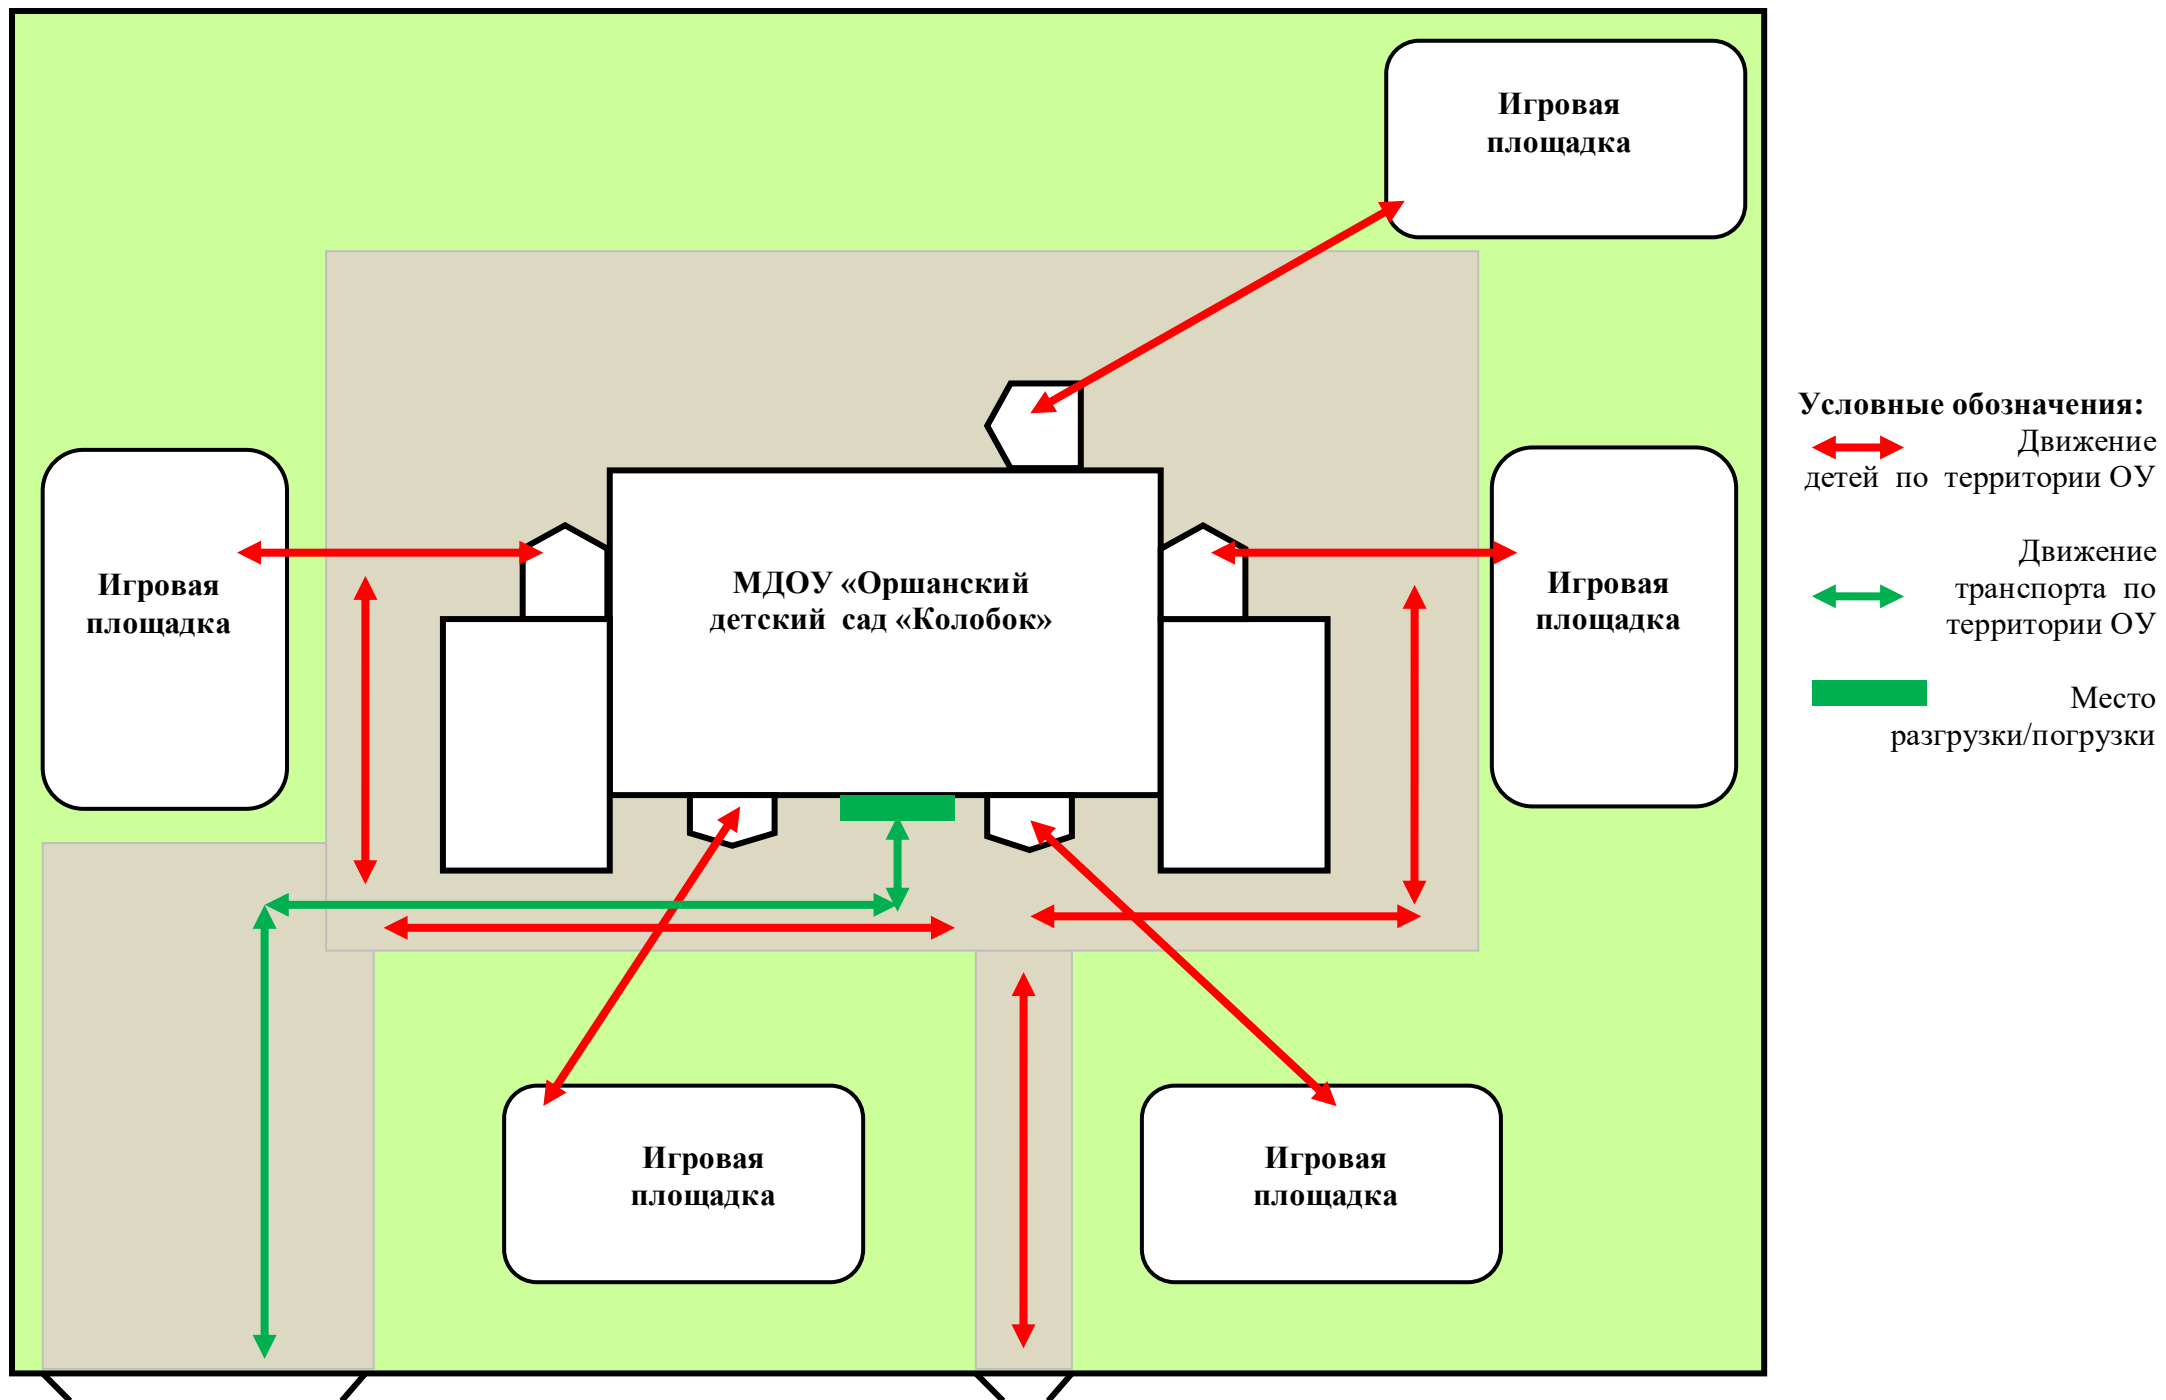 Игровая
площадка
Условные обозначения:
Движение
детей по территории ОУ
Движение
транспорта по
территории ОУ
Место
разгрузки/погрузки
Игровая
площадка
МДОУ «Оршанский
детский сад «Колобок»
Игровая
площадка
Игровая
площадка
Игровая
площадка